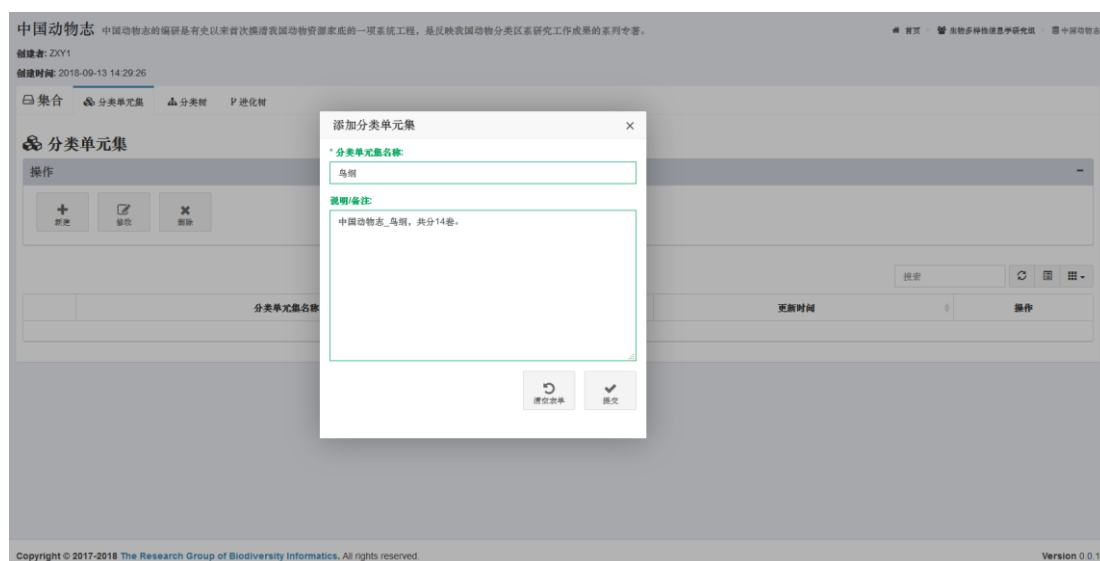 中国动物志 中国动物志的编研是有史以来首次摸清我国动物资源家底的一项系统工程，是反映我国动物分类区系研究工作成果的系列专著。
首页 生物多样性信息学研究组 中国动物志
创建者: ZXY1
创建时间: 2018-09-13 14:29:26
集合 分类单元集 分类树 进化树
分类单元集
操作
新建 修改 删除
添加分类单元集 ×
* 分类单元集名称:
鸟纲
说明/备注:
中国动物志_鸟纲，共分14卷。
清空表单 提交
搜索
分类单元集名称 更新时间 操作
Copyright © 2017-2018 The Research Group of Biodiversity Informatics. All rights reserved.
Version 0.0.1